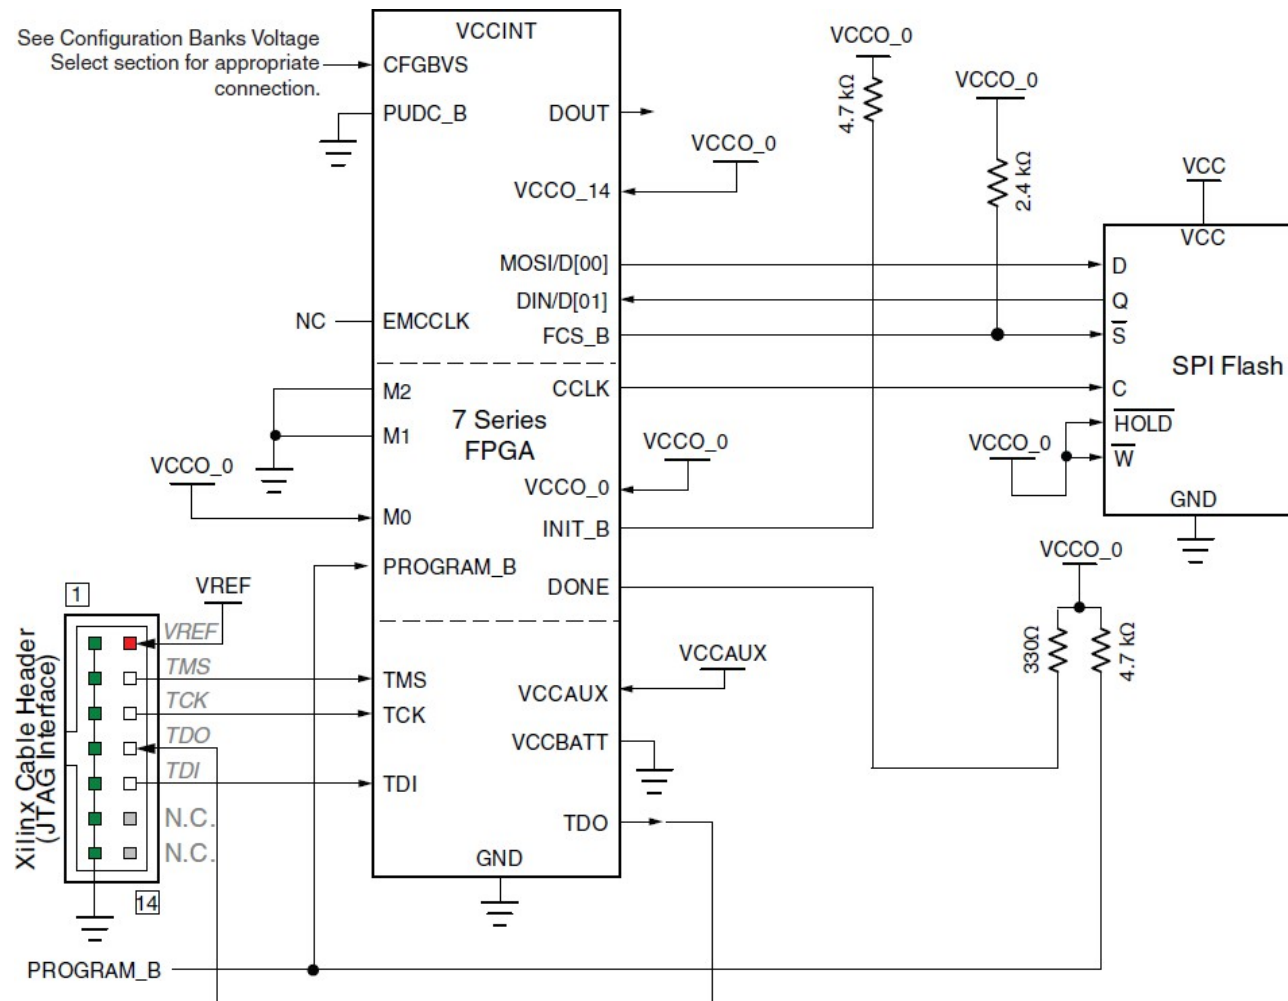 See Configuration Banks Voltage
Select section for appropriate
connection.
VCCINT
CFGBVS
PUDC_B
DOUT
VCCO_0
4.7 kΩ
VCCO_0
2.4 kΩ
VCCO_0
VCCO_14
VCC
VCC
MOSI/D[00]
D
DIN/D[01]
Q
NC
EMCCLK
FCS_B
S
SPI Flash
M2
CCLK
C
7 Series
FPGA
M1
HOLD
VCCO_0
VCCO_0
VCCO_0
W
VCCO_0
GND
M0
INIT_B
PROGRAM_B
DONE
VCCO_0
330Ω
4.7 kΩ
1
VREF
VREF
TMS
TCK
TDO
TDI
N.C.
N.C.
14
Xilinx Cable Header
(JTAG Interface)
TMS
TCK
TDI
VCCAUX
VCCAUX
VCCBATT
TDO
GND
PROGRAM_B